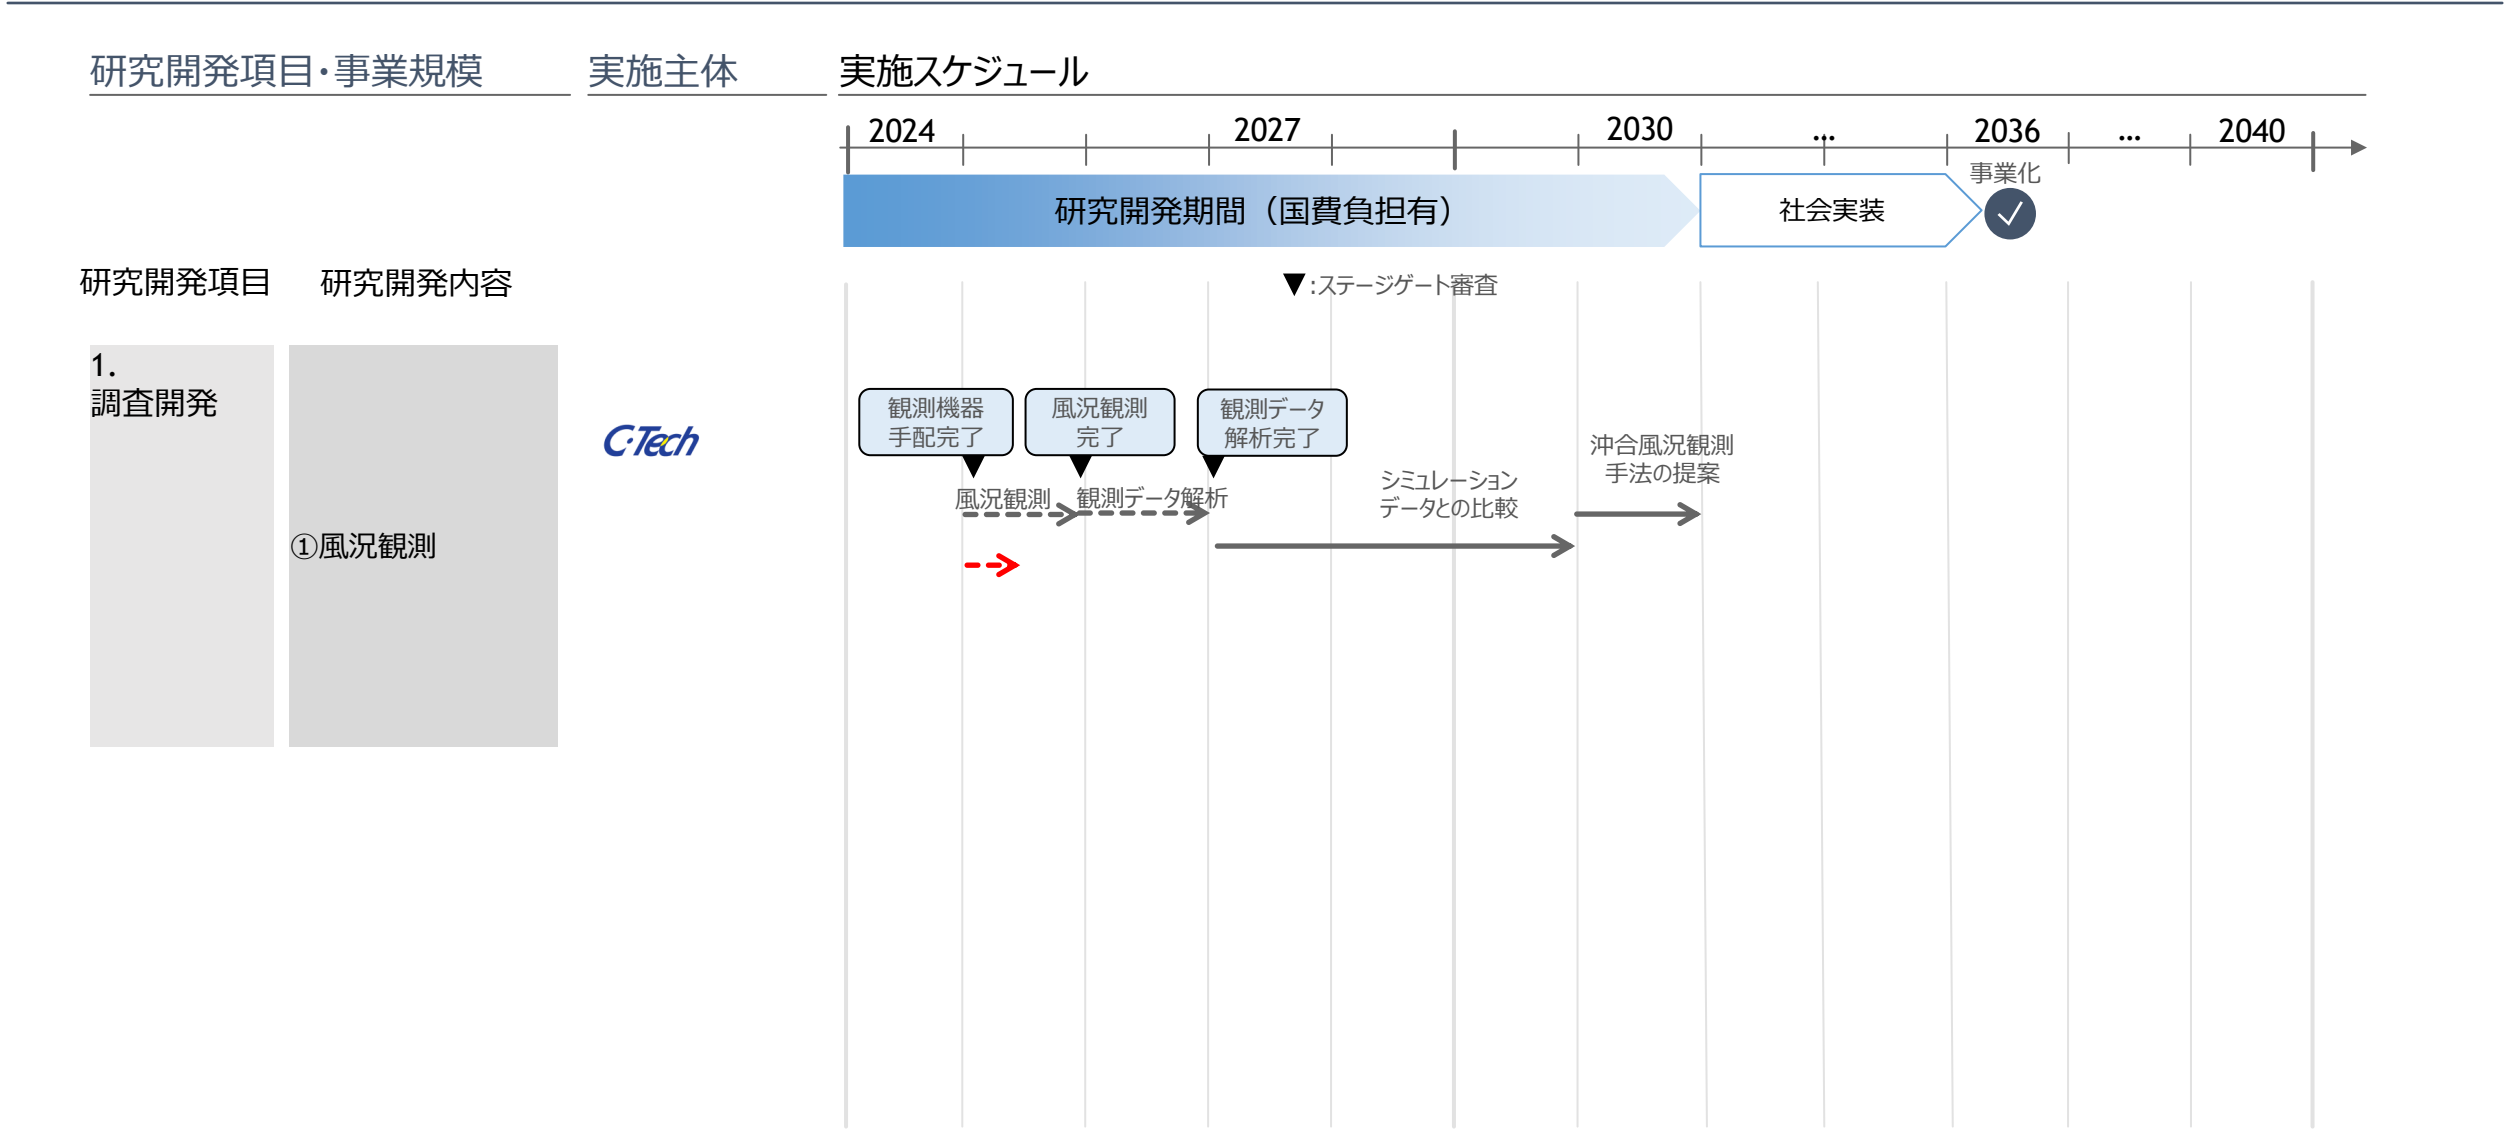 研究開発項目・事業規模
実施主体
実施スケジュール
2024
2027
2030
…
2036
…
2040
事業化
研究開発期間（国費負担有）
社会実装
研究開発項目
研究開発内容
:ステージゲート審査
1.
調査開発
①風況観測
C-Tech
観測機器
手配完了
風況観測
完了
観測データ
解析完了
風況観測
観測データ解析
シミュレーション
データとの比較
沖合風況観測
手法の提案